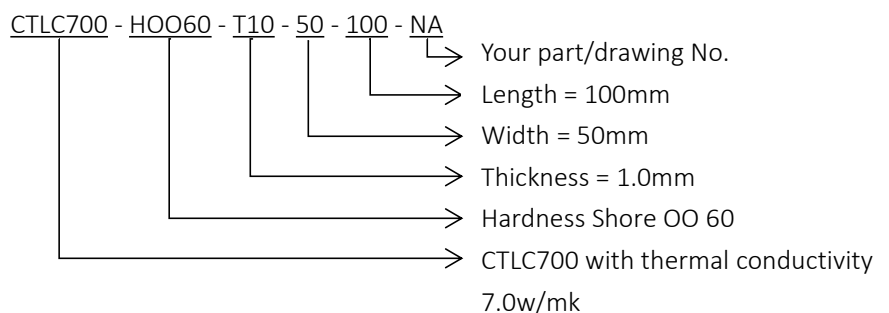 CTLC700 - HOO60 - T10 - 50 - 100 - NA
Your part/drawing No.
Length = 100mm
Width = 50mm
Thickness = 1.0mm
Hardness Shore OO 60
CTLC700 with thermal conductivity
7.0w/mk